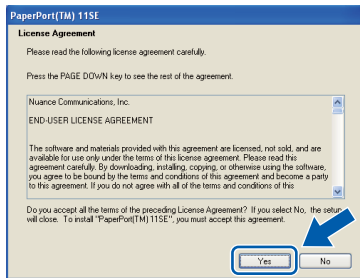 PaperPort(TM) 11SE
License Agreement
Please read the following license agreement carefully.
Press the PAGE DOWN key to see the rest of the agreement.
Nuance Communications, Inc.
END-USER LICENSE AGREEMENT
The software and materials provided with this agreement are licensed, not sold, and are
available for use only under the terms of this license agreement. Please read this
agreement carefully. By downloading, installing, copying, or otherwise using the software,
you agree to be bound by the terms and conditions of this agreement and become a party
to this agreement. If you do not agree with all of the terms and conditions of this
Do you accept all the terms of the preceding License Agreement? If you select No, the setup
will close. To install "PaperPort(TM) 11SE", you must accept this agreement.
Yes
No